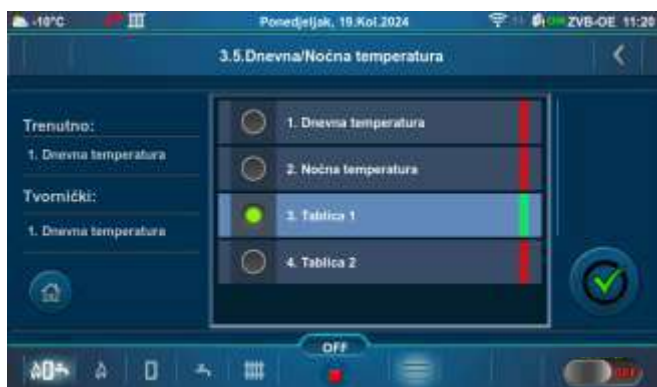 -10°C
Ponedjeljak, 19.Kol.2024
ZVB-OE 11:20
3.5.Dnevna/Noćna temperatura
Trenutno:
1. Dnevna temperatura
Tvornički:
1. Dnevna temperatura
1. Dnevna temperatura
2. Noćna temperatura
3. Tablica 1
4. Tablica 2
OFF
OFF